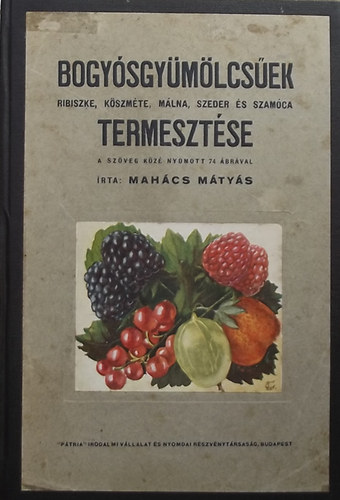 BOGYÓSGYÜMÖLCSŰEK
RIBISZKE, KÖSZMÉTE, MÁLNA, SZEDER ÉS SZAMÓCA
TERMESZTÉSE
A SZÖVEG KÖZÉ NYOMOTT 74 ÁBRÁVAL
ÍRTA: MAHÁCS MÁTYÁS
"PÁTRIA" IRODALMI VÁLLALAT ÉS NYOMDAI RÉSZVÉNYTÁRSASÁG, BUDAPEST